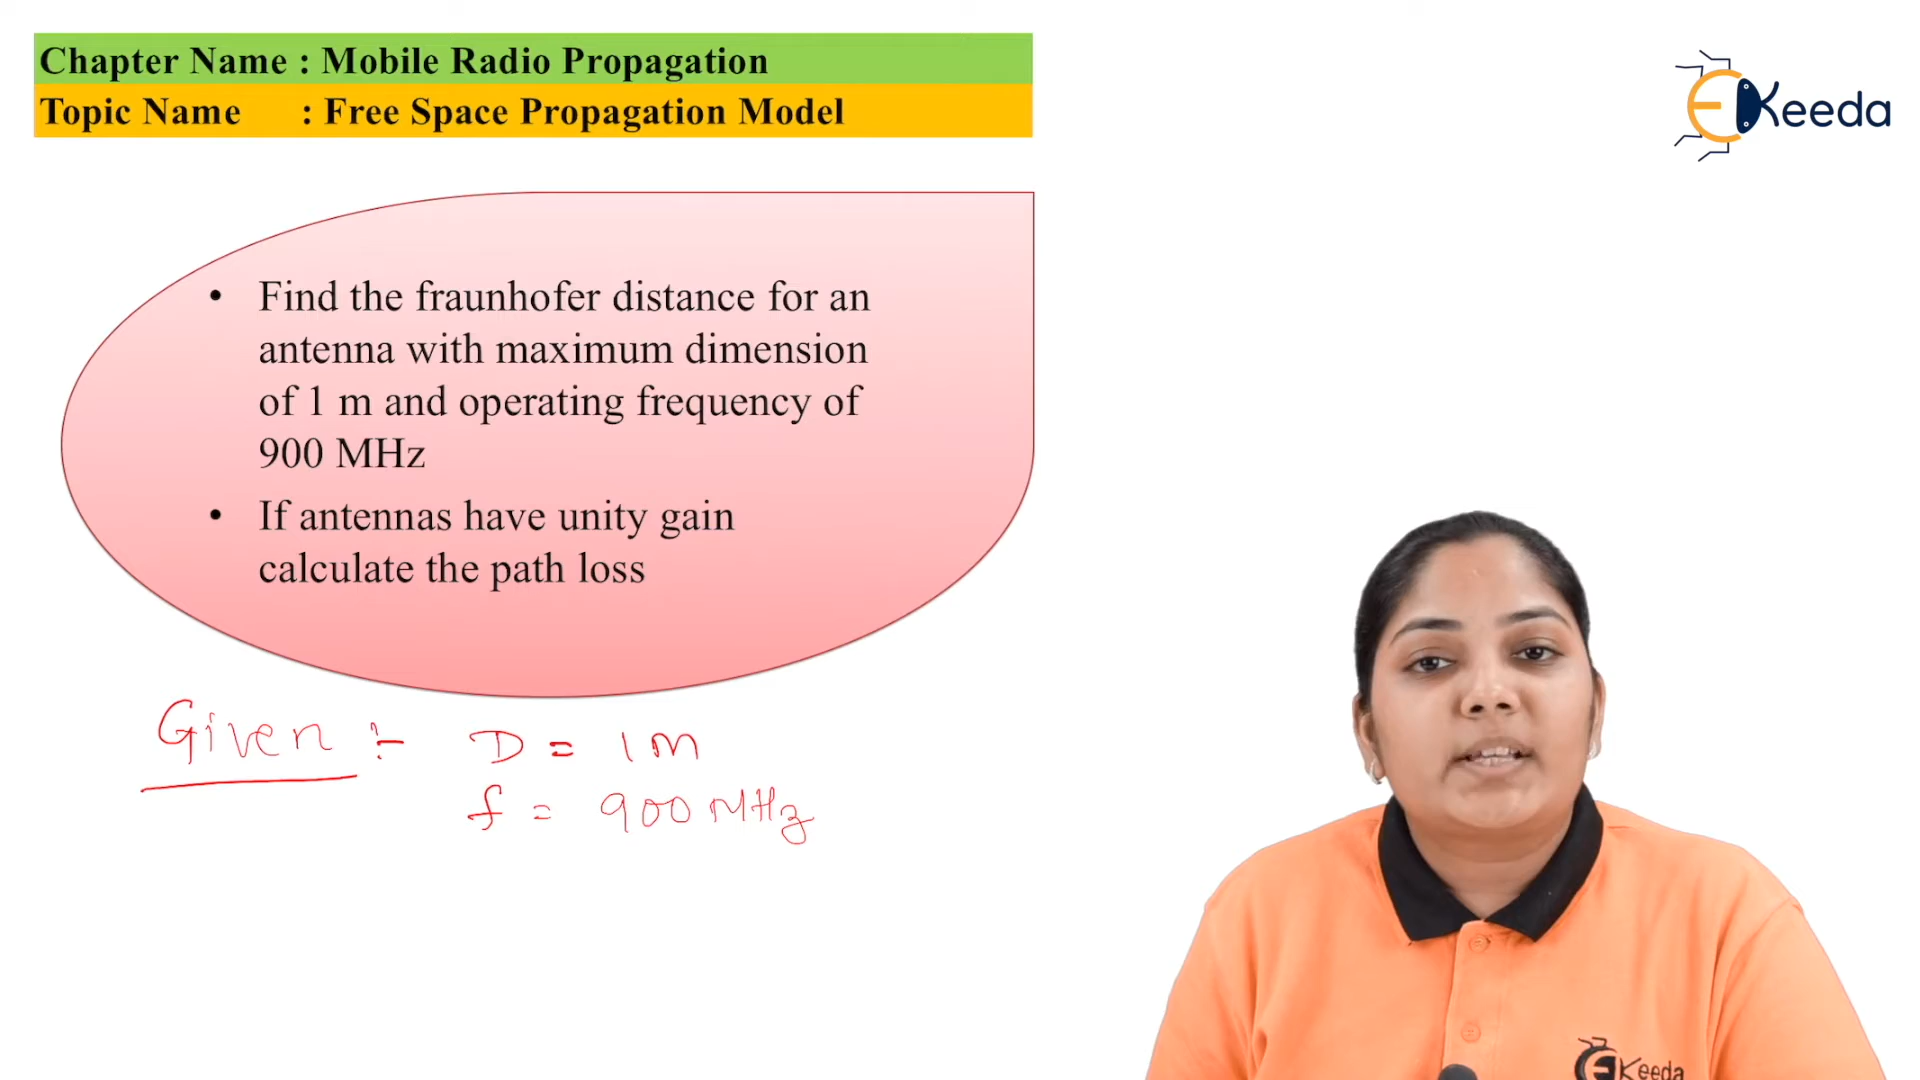 Chapter Name : Mobile Radio Propagation
Topic Name : Free Space Propagation Model
EKeeda
• Find the fraunhofer distance for an
antenna with maximum dimension
of 1 m and operating frequency of
900 MHz
• If antennas have unity gain
calculate the path loss
Given :- D = 1m
f = 900 MHz
EKeeda